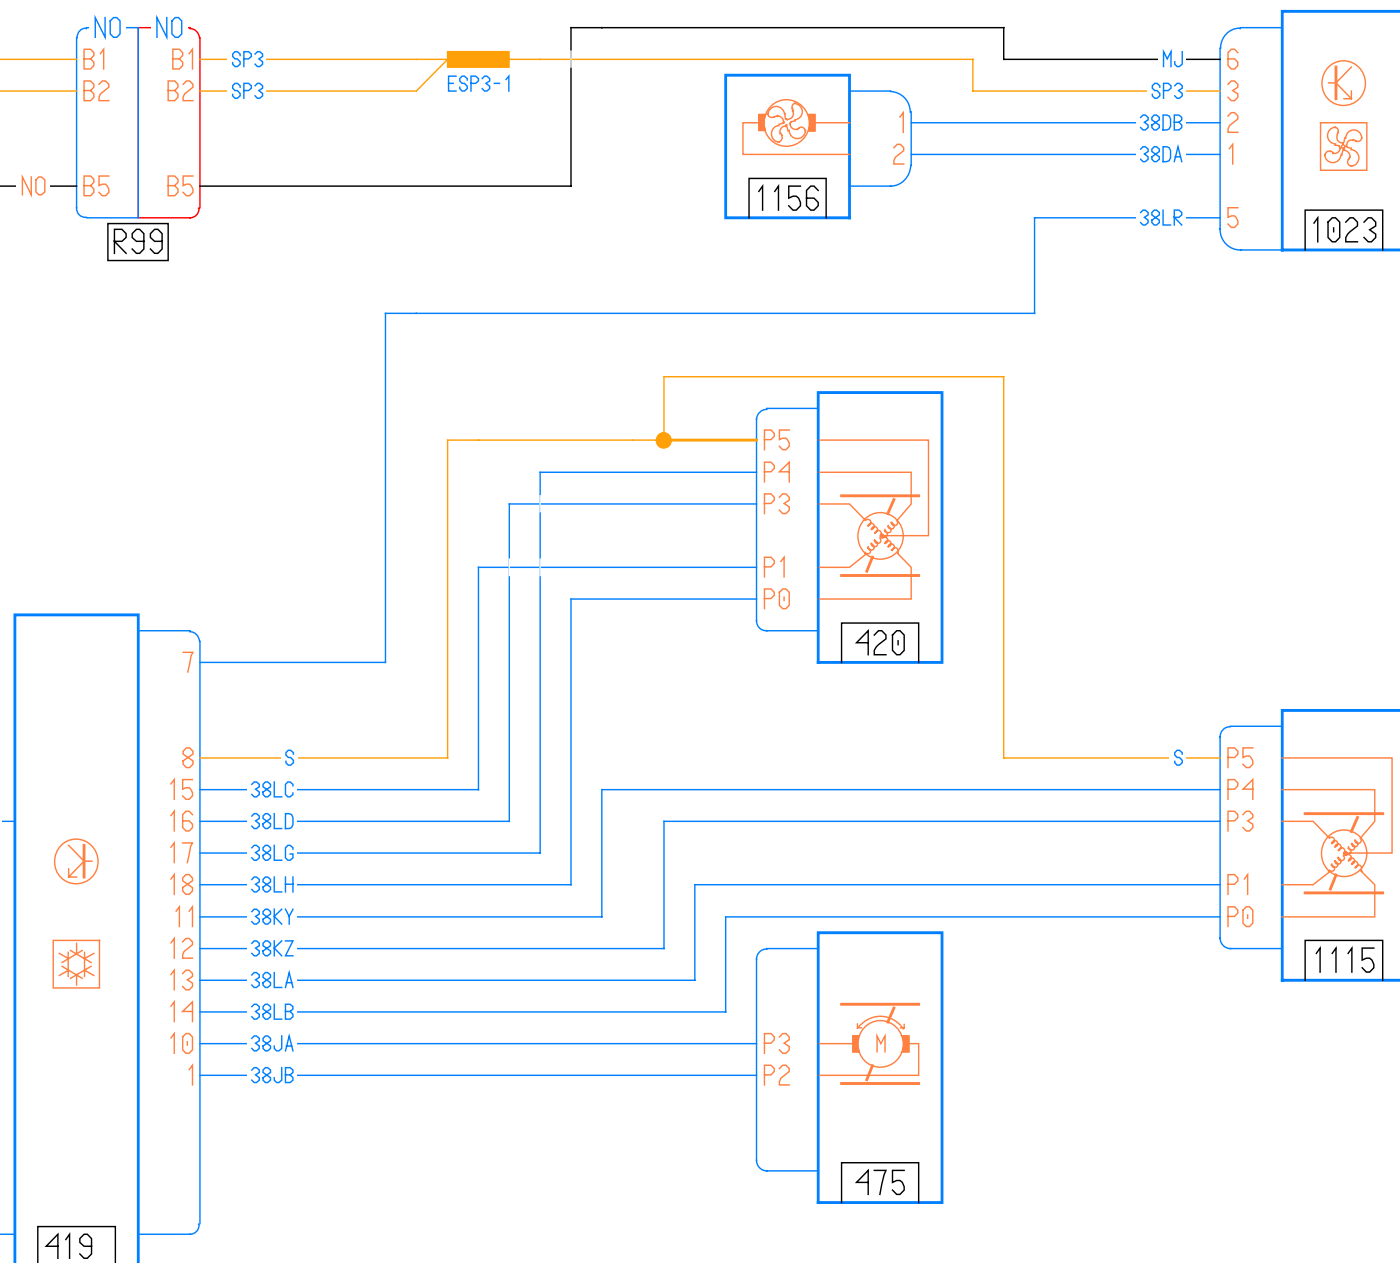 NO NO
B1 B1 SP3
B2 B2 SP3
ESP3-1
NO B5 B5
R99
MJ 6
SP3 3
1 38DB 2
2 38DA 1
1156
38LR 5
1023
P5
P4
P3
P1
P0
420
7
8 S
15 38LC
16 38LD
17 38LG
18 38LH
11 38KY
12 38KZ
13 38LA
14 38LB
10 38JA
1 38JB
419
S P5
P4
P3
P1
P0
1115
P3 M
P2
475